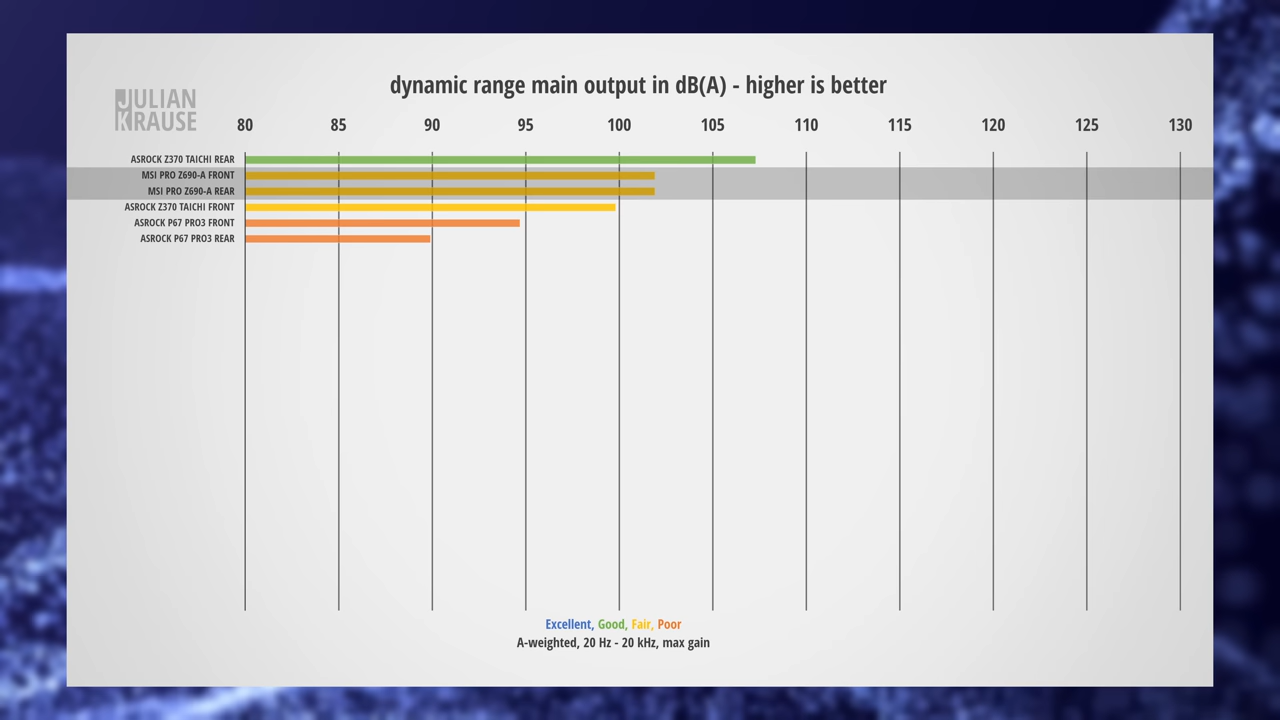 dynamic range main output in dB(A) - higher is better
JULIAN
KRAUSE
80 85 90 95 100 105 110 115 120 125 130
ASROCK Z370 TAICHI REAR
MSI PRO Z690-A FRONT
MSI PRO Z690-A REAR
ASROCK Z370 TAICHI FRONT
ASROCK P67 PRO3 FRONT
ASROCK P67 PRO3 REAR
Excellent, Good, Fair, Poor
A-weighted, 20 Hz - 20 kHz, max gain